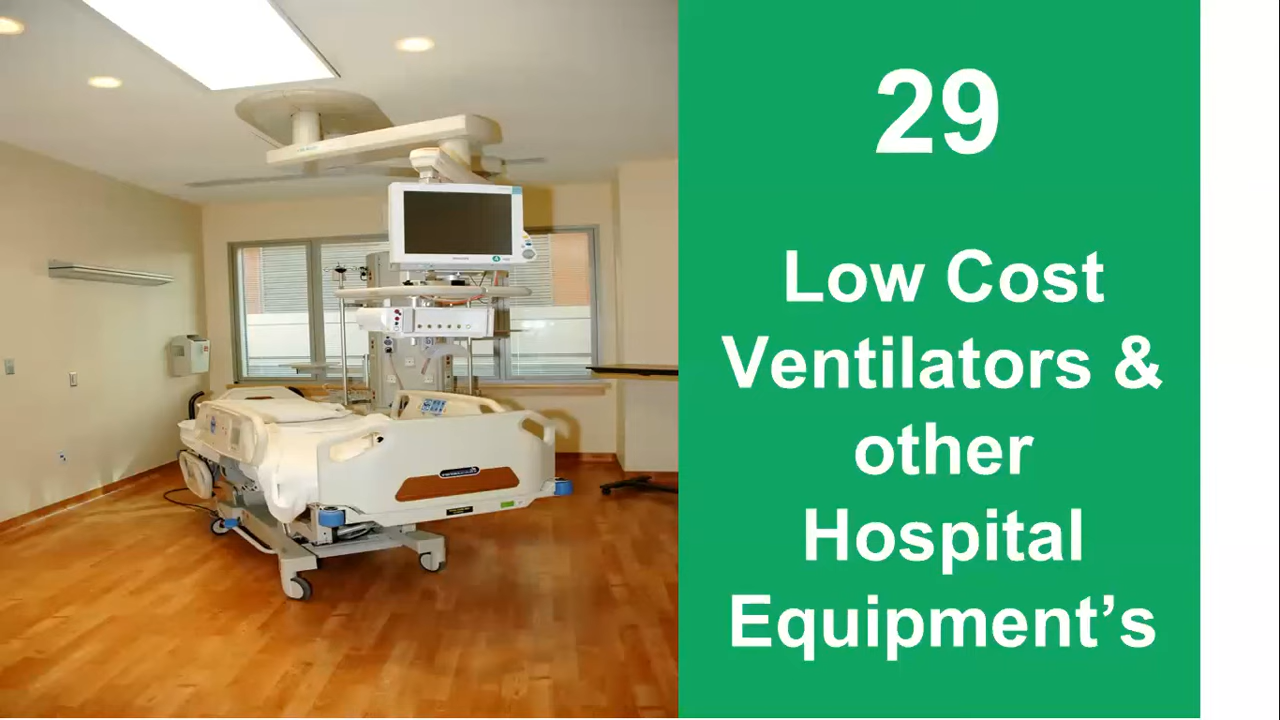 29
Low Cost
Ventilators &
other
Hospital
Equipment’s